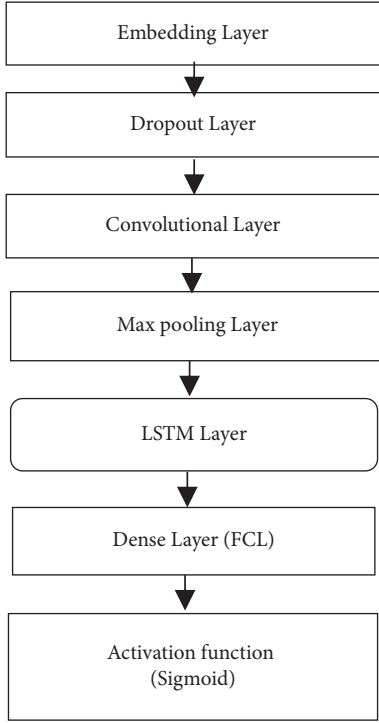 Embedding Layer
Dropout Layer
Convolutional Layer
Max pooling Layer
LSTM Layer
Dense Layer (FCL)
Activation function
(Sigmoid)